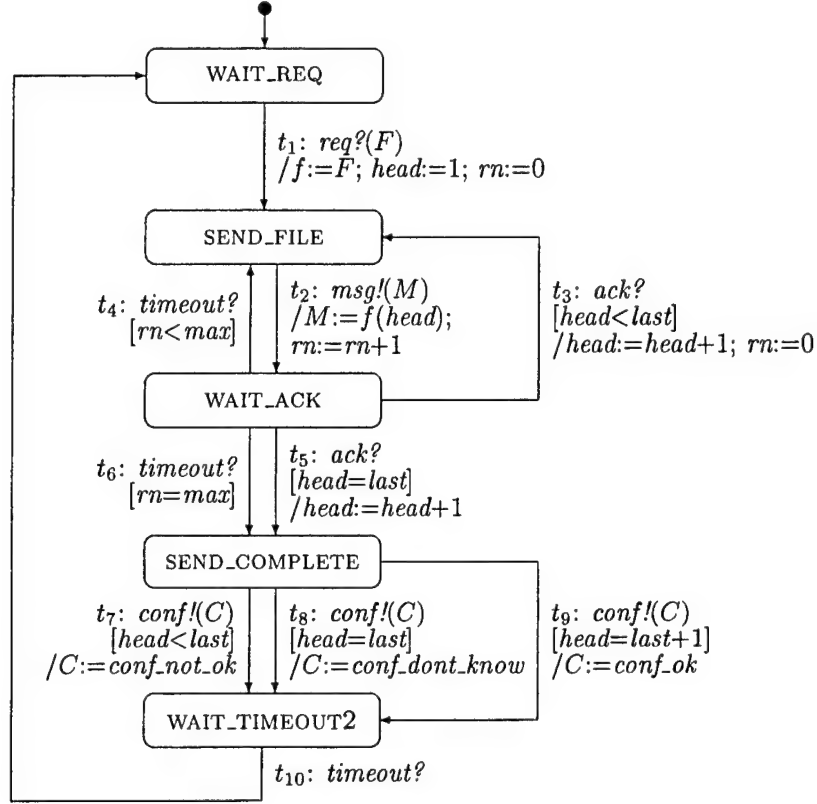 WAIT_REQ
t1: req?(F)
/f:=F; head:=1; rn:=0
SEND_FILE
t4: timeout?
[rn<max]
t2: msg!(M)
/M:=f(head);
rn:=rn+1
t3: ack?
[head<last]
/head:=head+1; rn:=0
WAIT_ACK
t6: timeout?
[rn=max]
t5: ack?
[head=last]
/head:=head+1
SEND_COMPLETE
t7: conf!(C)
[head<last]
/C:=conf_not_ok
t8: conf!(C)
[head=last]
/C:=conf_dont_know
t9: conf!(C)
[head=last+1]
/C:=conf_ok
WAIT_TIMEOUT2
t10: timeout?